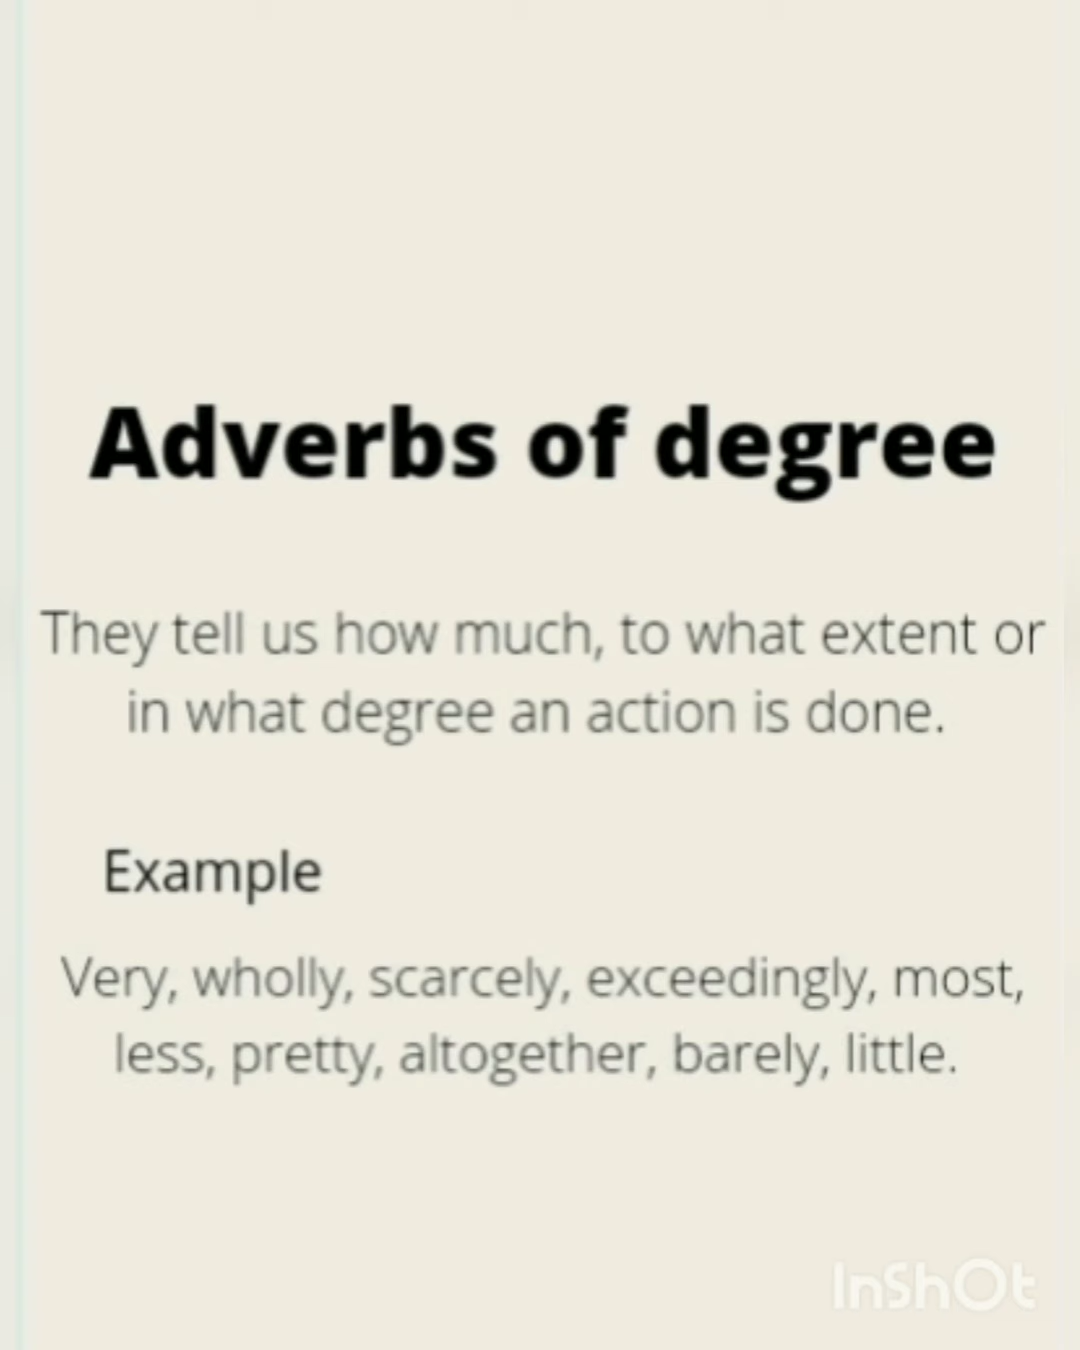 Adverbs of degree
They tell us how much, to what extent or
in what degree an action is done.
Example
Very, wholly, scarcely, exceedingly, most,
less, pretty, altogether, barely, little.
InShOt